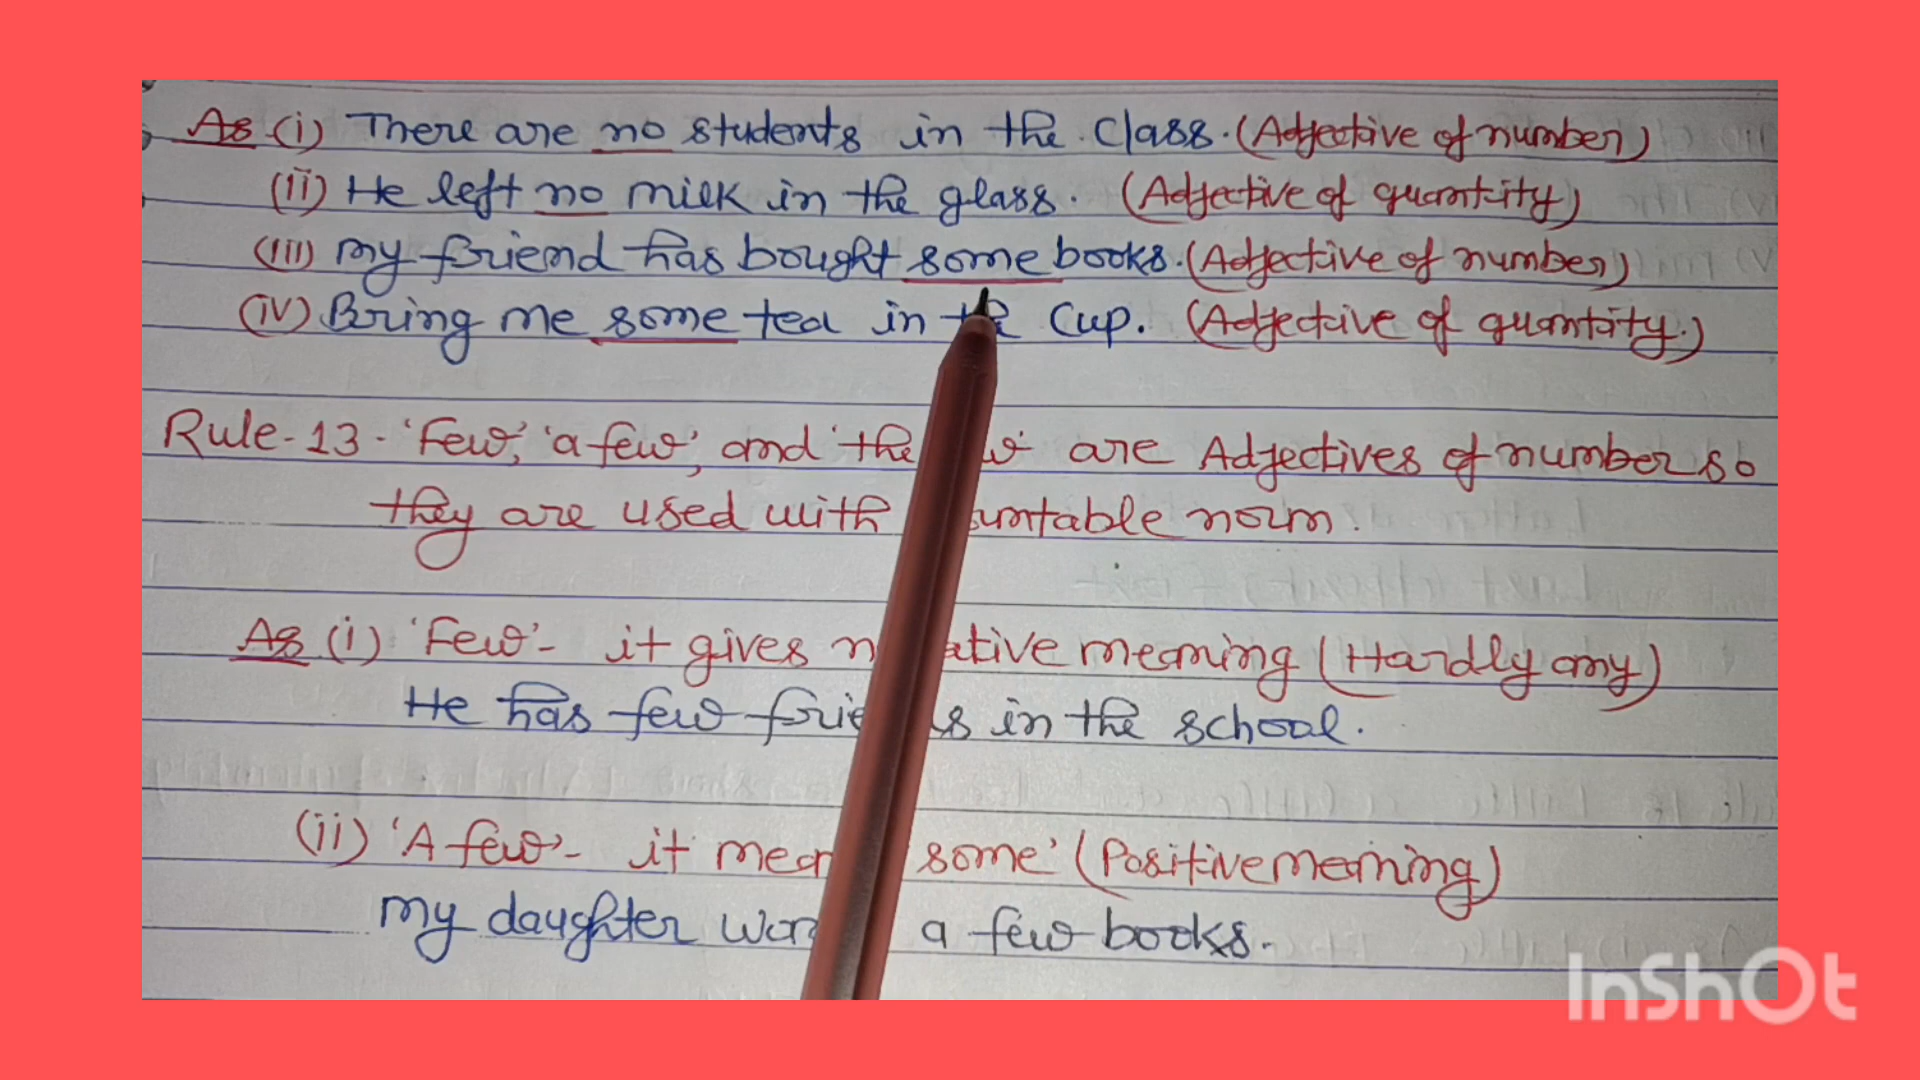 As (i) There are no students in the class. (Adjective of number)
(ii) He left no milk in the glass. (Adjective of quantity)
(iii) My friend has bought some books. (Adjective of number)
(iv) Bring me some tea in the cup. (Adjective of quantity.)
Rule-13-'Few', 'a few', and 'the are Adjectives of number so
they are used with noun.
As (i) 'Few'- it gives meaning (Hardly any)
He has few in the school.
(ii) 'A few'- it 'some' (Positive meaning)
My daughter a few books.
InShOt